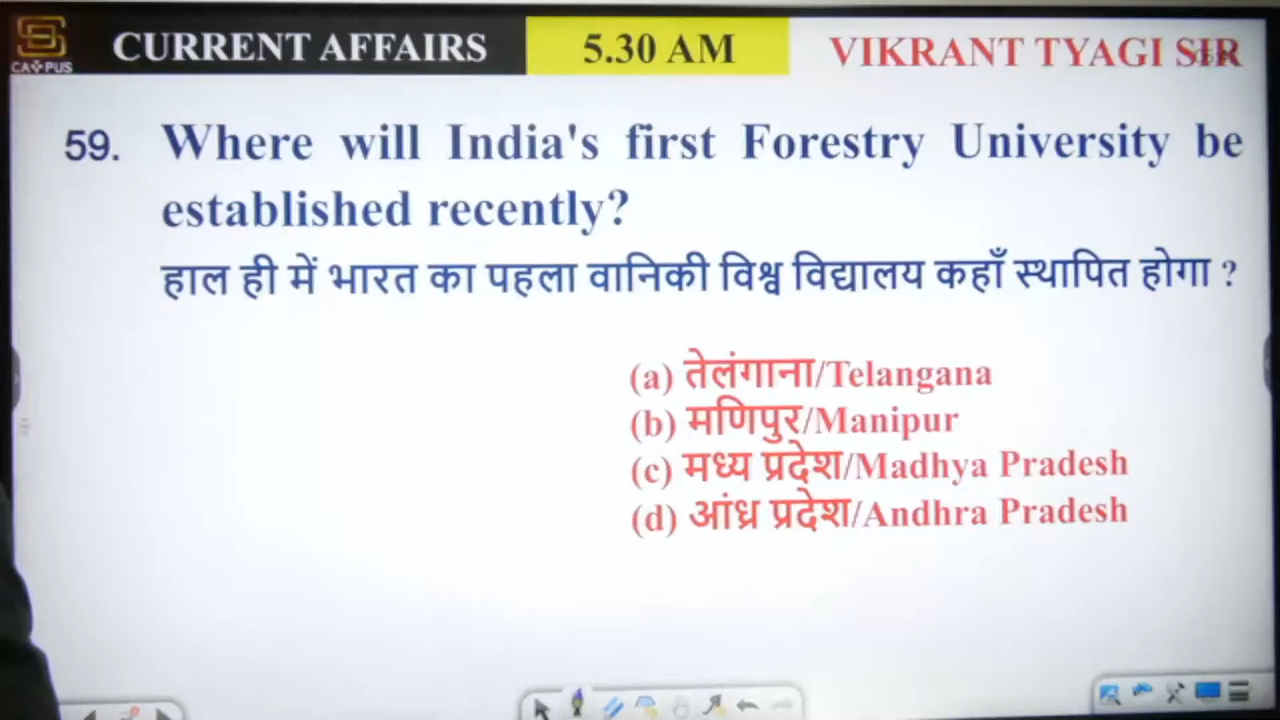 CAMPUS
CURRENT AFFAIRS
5.30 AM
VIKRANT TYAGI SIR
59. Where will India's first Forestry University be
established recently?
हाल ही में भारत का पहला वानिकी विश्व विद्यालय कहाँ स्थापित होगा ?
(a) तेलंगाना/Telangana
(b) मणिपुर/Manipur
(c) मध्य प्रदेश/Madhya Pradesh
(d) आंध्र प्रदेश/Andhra Pradesh